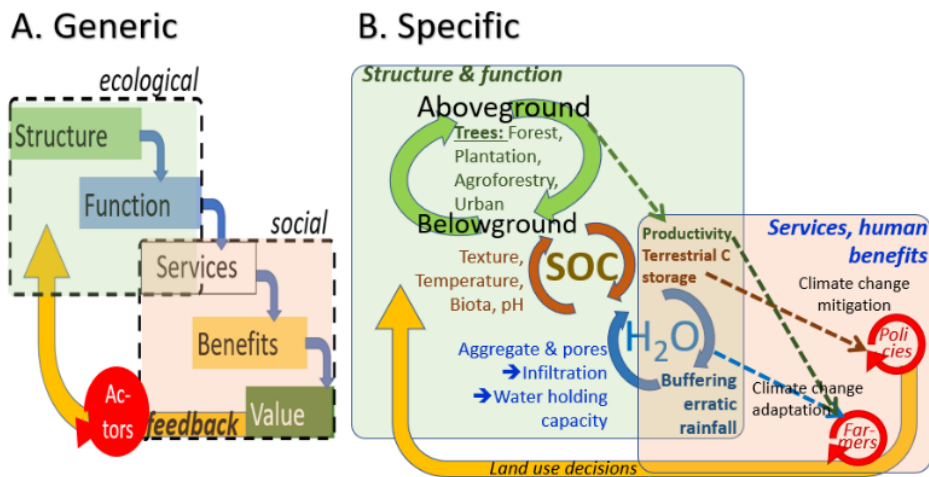 A. Generic
ecological
Structure
Function
social
Services
Benefits
Value
Ac-
tors
feedback
B. Specific
Structure & function
Aboveground
Trees: Forest,
Plantation,
Agroforestry,
Urban
Belowground
Texture,
Temperature,
Biota, pH
SOC
H2O
Aggregate & pores
➔Infiltration
➔Water holding
capacity
Buffering
erratic
rainfall
Productivity,
Terrestrial C
storage
Services, human
benefits
Climate change
mitigation
Poli
cies
Climate change
adaptation
Far-
mers
Land use decisions